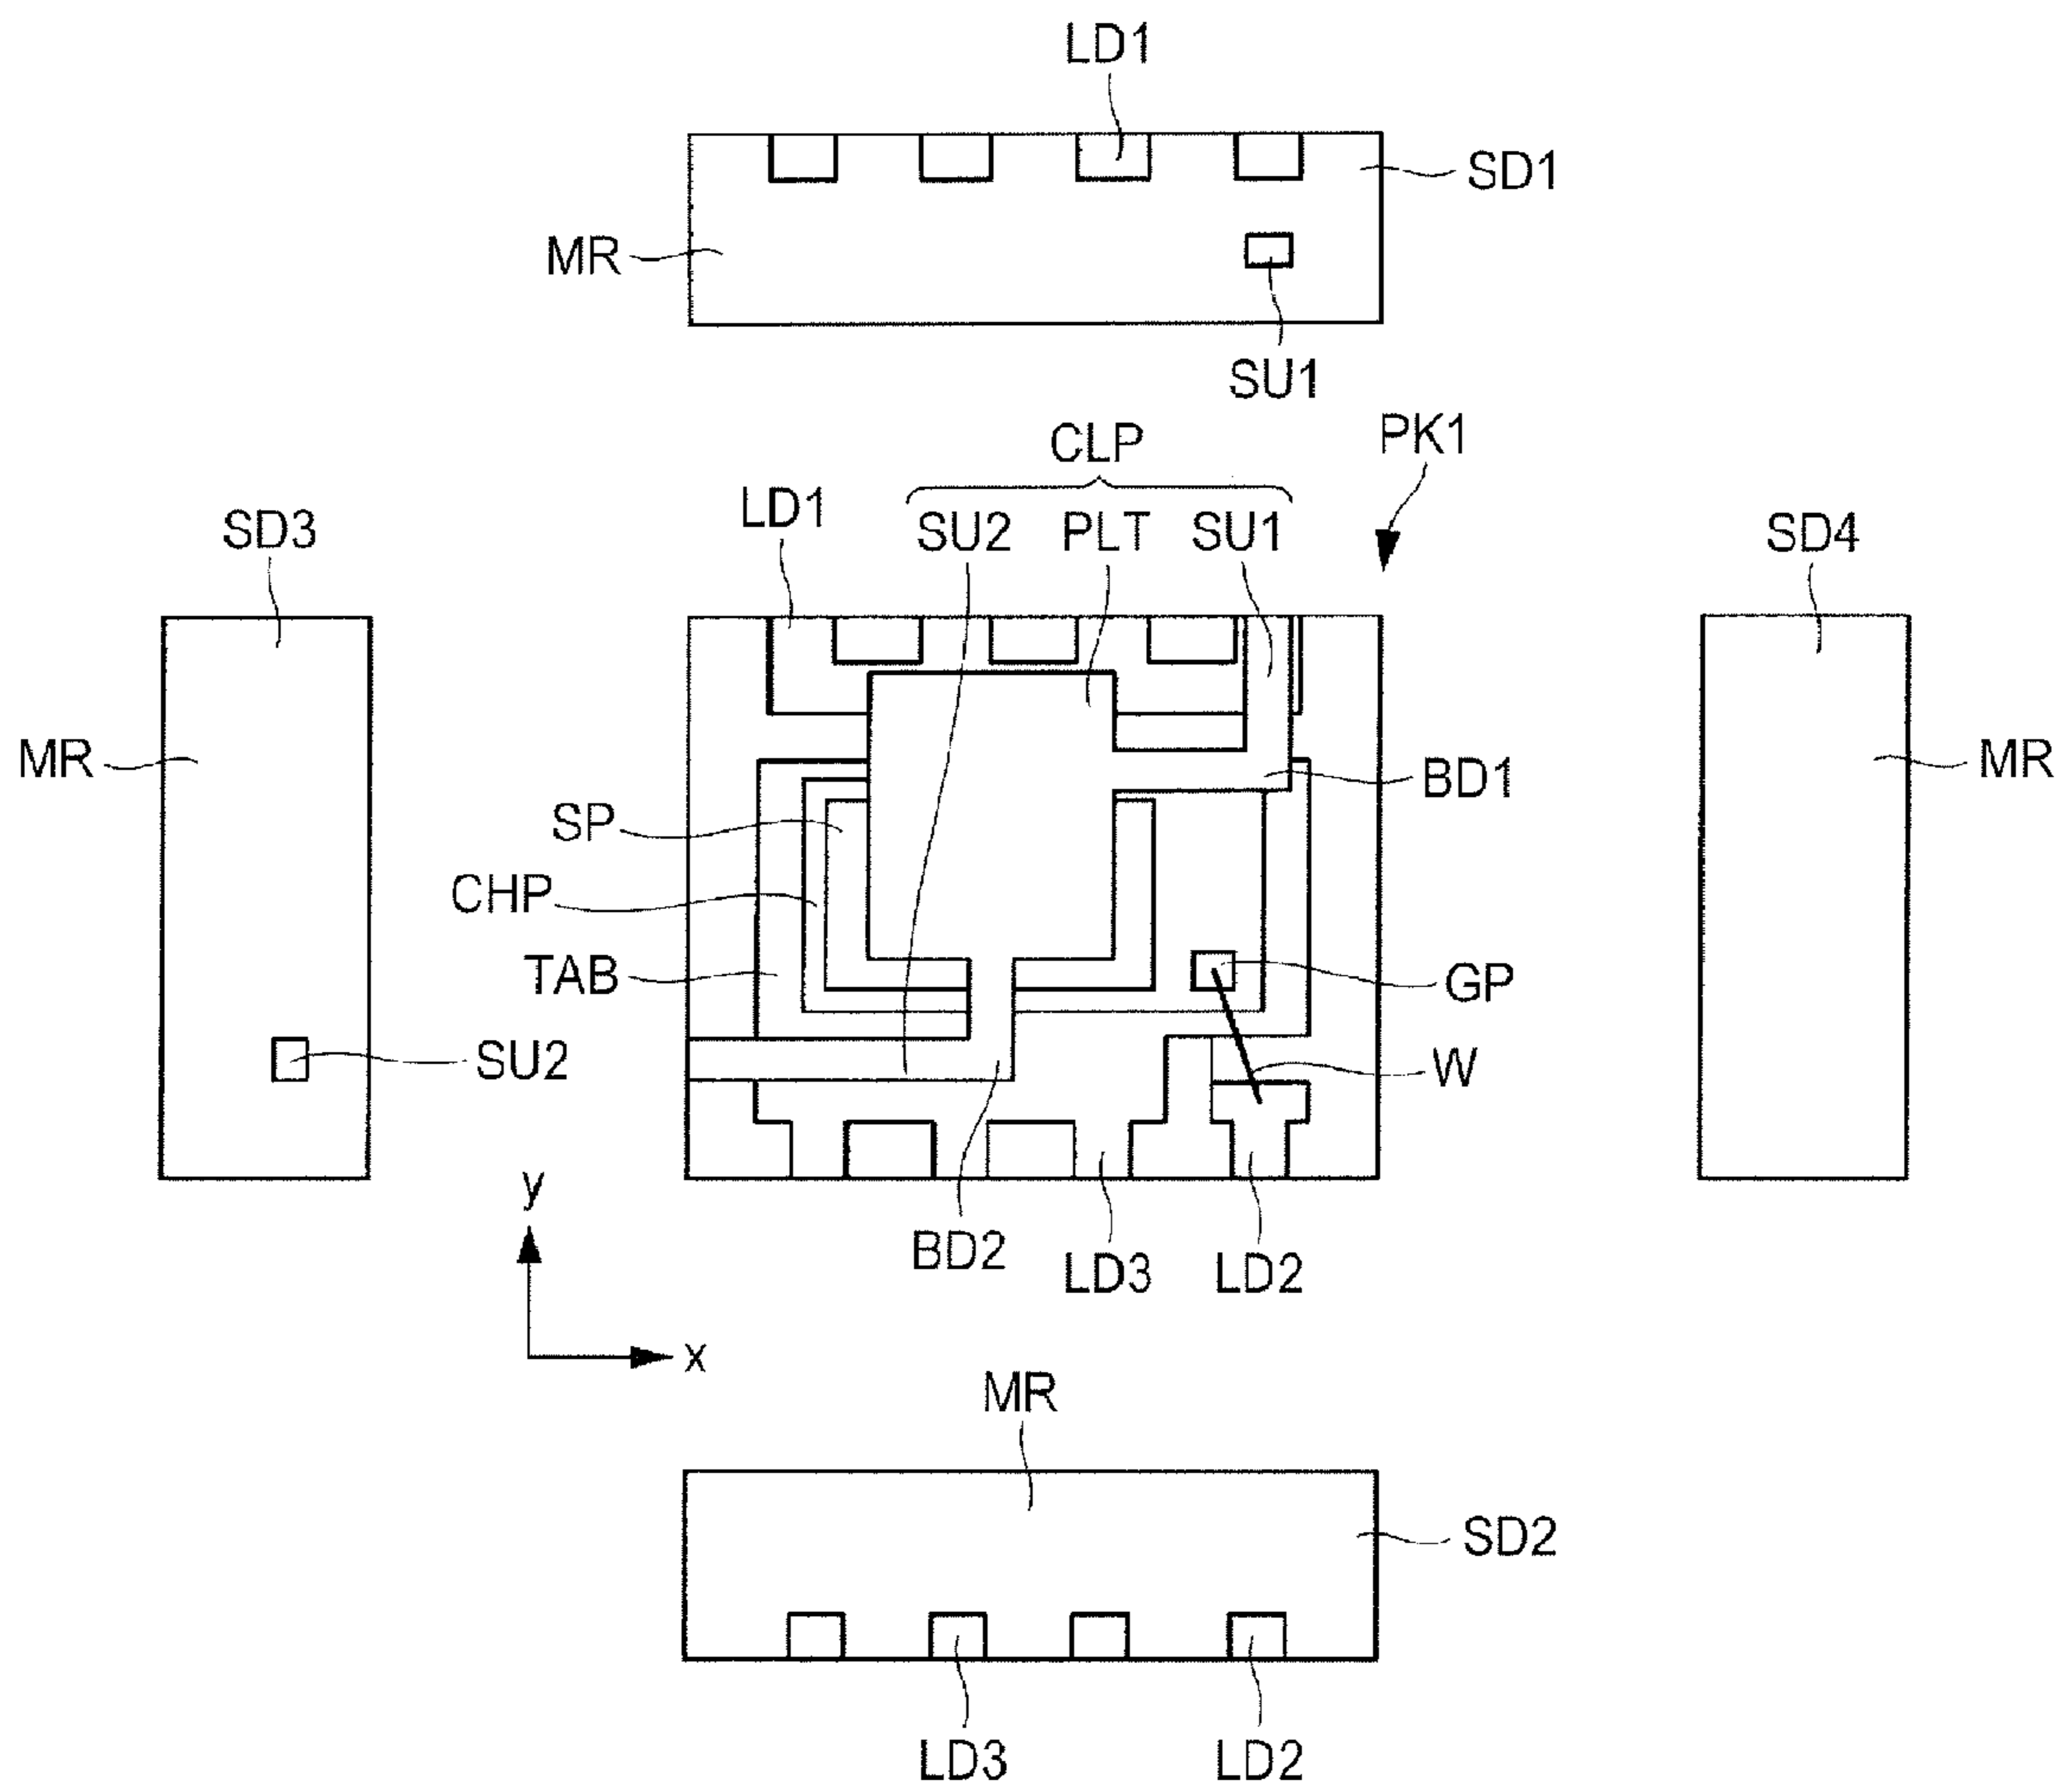 LD1
SD1
MR
SU1
CLP
PK1
LD1
SU2 PLT SU1
SD3
SD4
MR
MR
BD1
SP
CHP
TAB
GP
SU2
W
y
BD2
LD3
LD2
x
MR
SD2
LD3
LD2